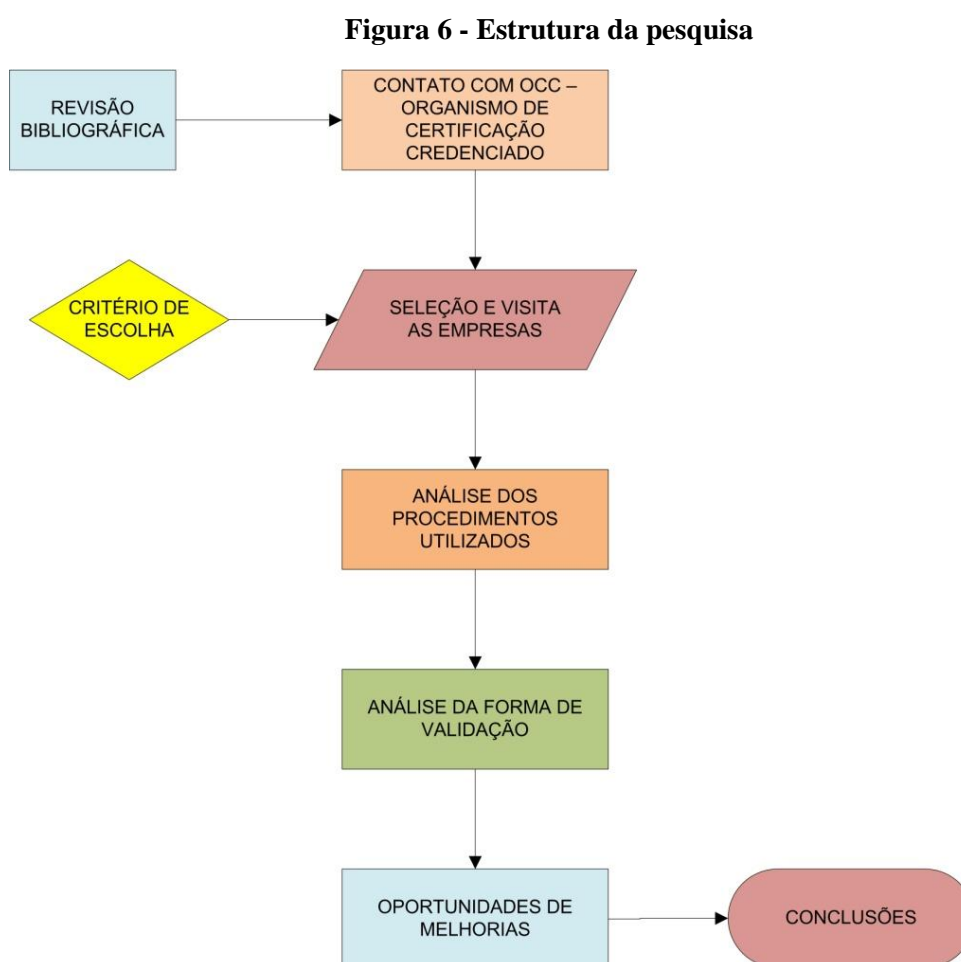 Figura 6 - Estrutura da pesquisa
REVISÃO
BIBLIOGRÁFICA
CONTATO COM OCC –
ORGANISMO DE
CERTIFICAÇÃO
CREDENCIADO
CRITÉRIO DE
ESCOLHA
SELEÇÃO E VISITA
AS EMPRESAS
ANÁLISE DOS
PROCEDIMENTOS
UTILIZADOS
ANÁLISE DA FORMA DE
VALIDAÇÃO
OPORTUNIDADES DE
MELHORIAS
CONCLUSÕES